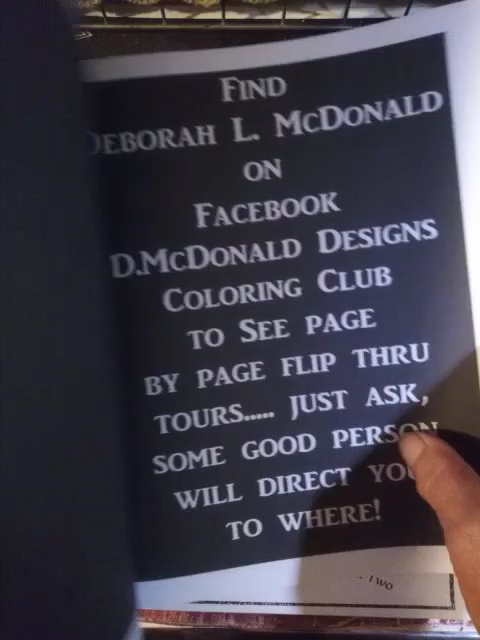 FIND
DEBORAH L. MCDONALD
ON
FACEBOOK
D.MCDONALD DESIGNS
COLORING CLUB
TO SEE PAGE
BY PAGE FLIP THRU
TOURS..... JUST ASK,
SOME GOOD PERSON
WILL DIRECT YOU
TO WHERE!
- TWO